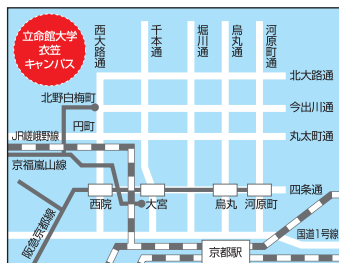 立命館大学
衣笠
キャンパス
西大路通
千本通
堀川通
烏丸通
河原町通
北大路通
北野白梅町
今出川通
円町
丸太町通
JR嵯峨野線
京福嵐山線
西院
大宮
烏丸
河原町
四条通
阪急京都線
国道1号線
京都駅